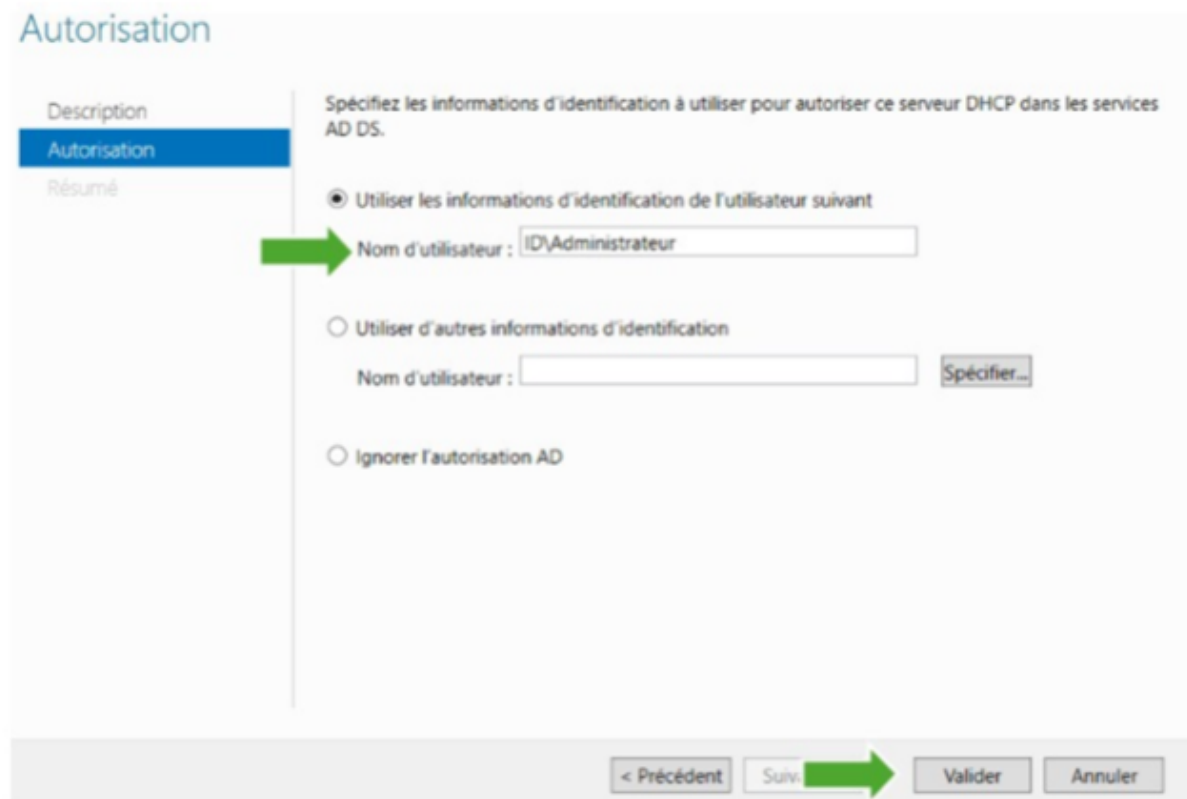 Autorisation
Description
Autorisation
Résumé
Spécifiez les informations d'identification à utiliser pour autoriser ce serveur DHCP dans les services
AD DS.
Utiliser les informations d'identification de l'utilisateur suivant
Nom d'utilisateur : ID\Administrateur
Utiliser d'autres informations d'identification
Nom d'utilisateur :
Spécifier...
Ignorer l'autorisation AD
< Précédent
Valider
Annuler